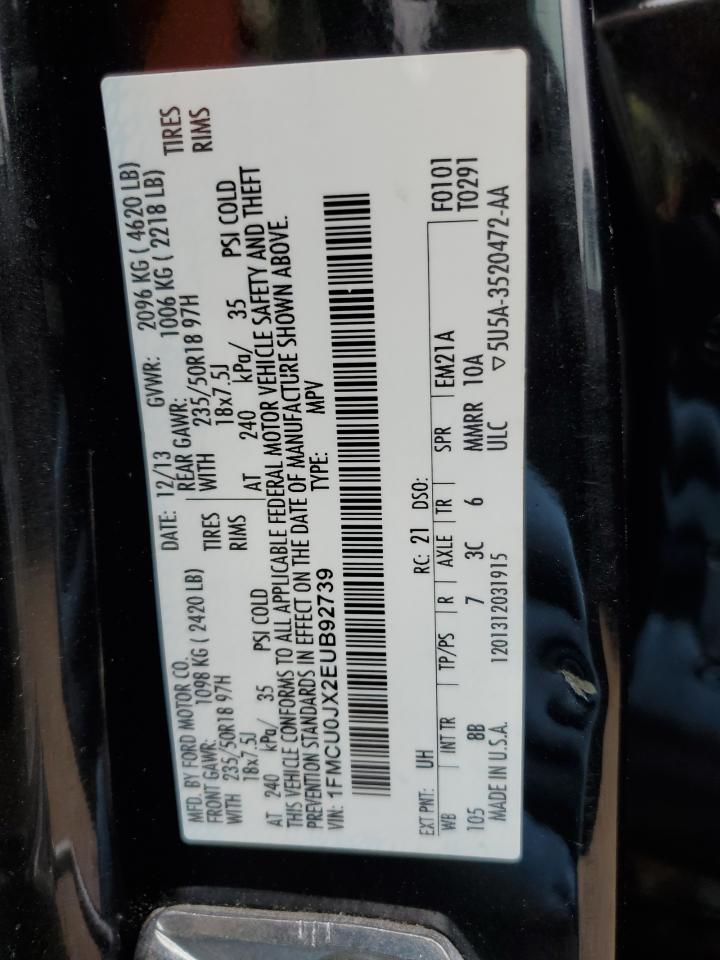 MFD. BY FORD MOTOR CO.
DATE: 12/13 GVWR: 2096 KG ( 4620 LB)
FRONT GAWR: 1098 KG ( 2420 LB) REAR GAWR: 1006 KG ( 2218 LB)
WITH 235/50R18 97H TIRES WITH 235/50R18 97H TIRES
18x7.5J RIMS 18x7.5J RIMS
AT 240 kPa/ 35 PSI COLD AT 240 kPa/ 35 PSI COLD
THIS VEHICLE CONFORMS TO ALL APPLICABLE FEDERAL MOTOR VEHICLE SAFETY AND THEFT
PREVENTION STANDARDS IN EFFECT ON THE DATE OF MANUFACTURE SHOWN ABOVE.
VIN: 1FMCU0JX2EUB92739 TYPE: MPV
EXT PNT: UH RC: 21 DSO: F0101
WB INT TR TP/PS R AXLE TR SPR EM21A T0291
105 8B 7 3C 6 MMRR 10A
MADE IN U.S.A. 1201312031915 ULC ▽5U5A-3520472-AA